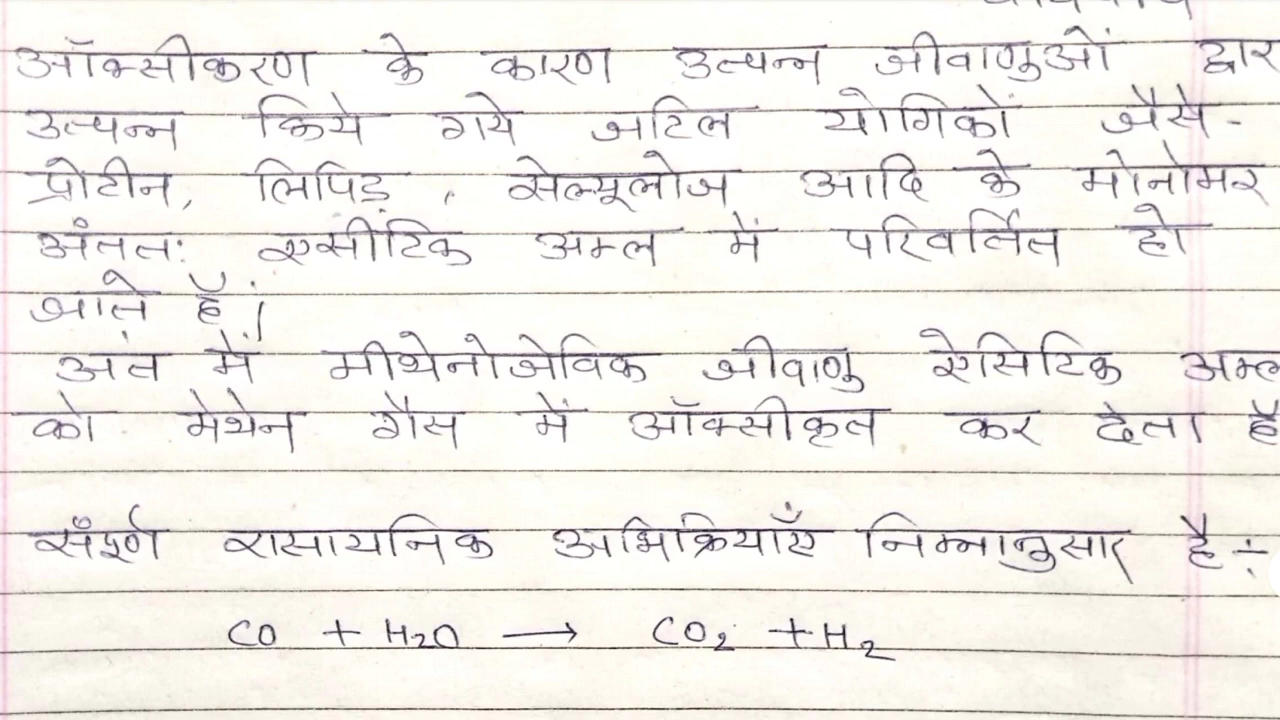 ऑक्सीकरण के कारण उत्पन्न जीवाणुओं द्वार
उत्पन्न किये गये जटिल योगिकों जैसे-
प्रोटीन, लिपिड़, सेल्यूलोज आदि के मोनोमर
अंततः एसीटिक अम्ल में परिवर्तित हो
जाते हैं।
अंत में मीथेनोजेविक जीवाणु ऐसिटिक अम्ल
को मेथेन गैस में ऑक्सीकृत कर देता है
संपूर्ण रासायनिक अभिक्रियाएँ निम्नानुसार है ÷
CO + H2O ⟶ CO₂ + H₂